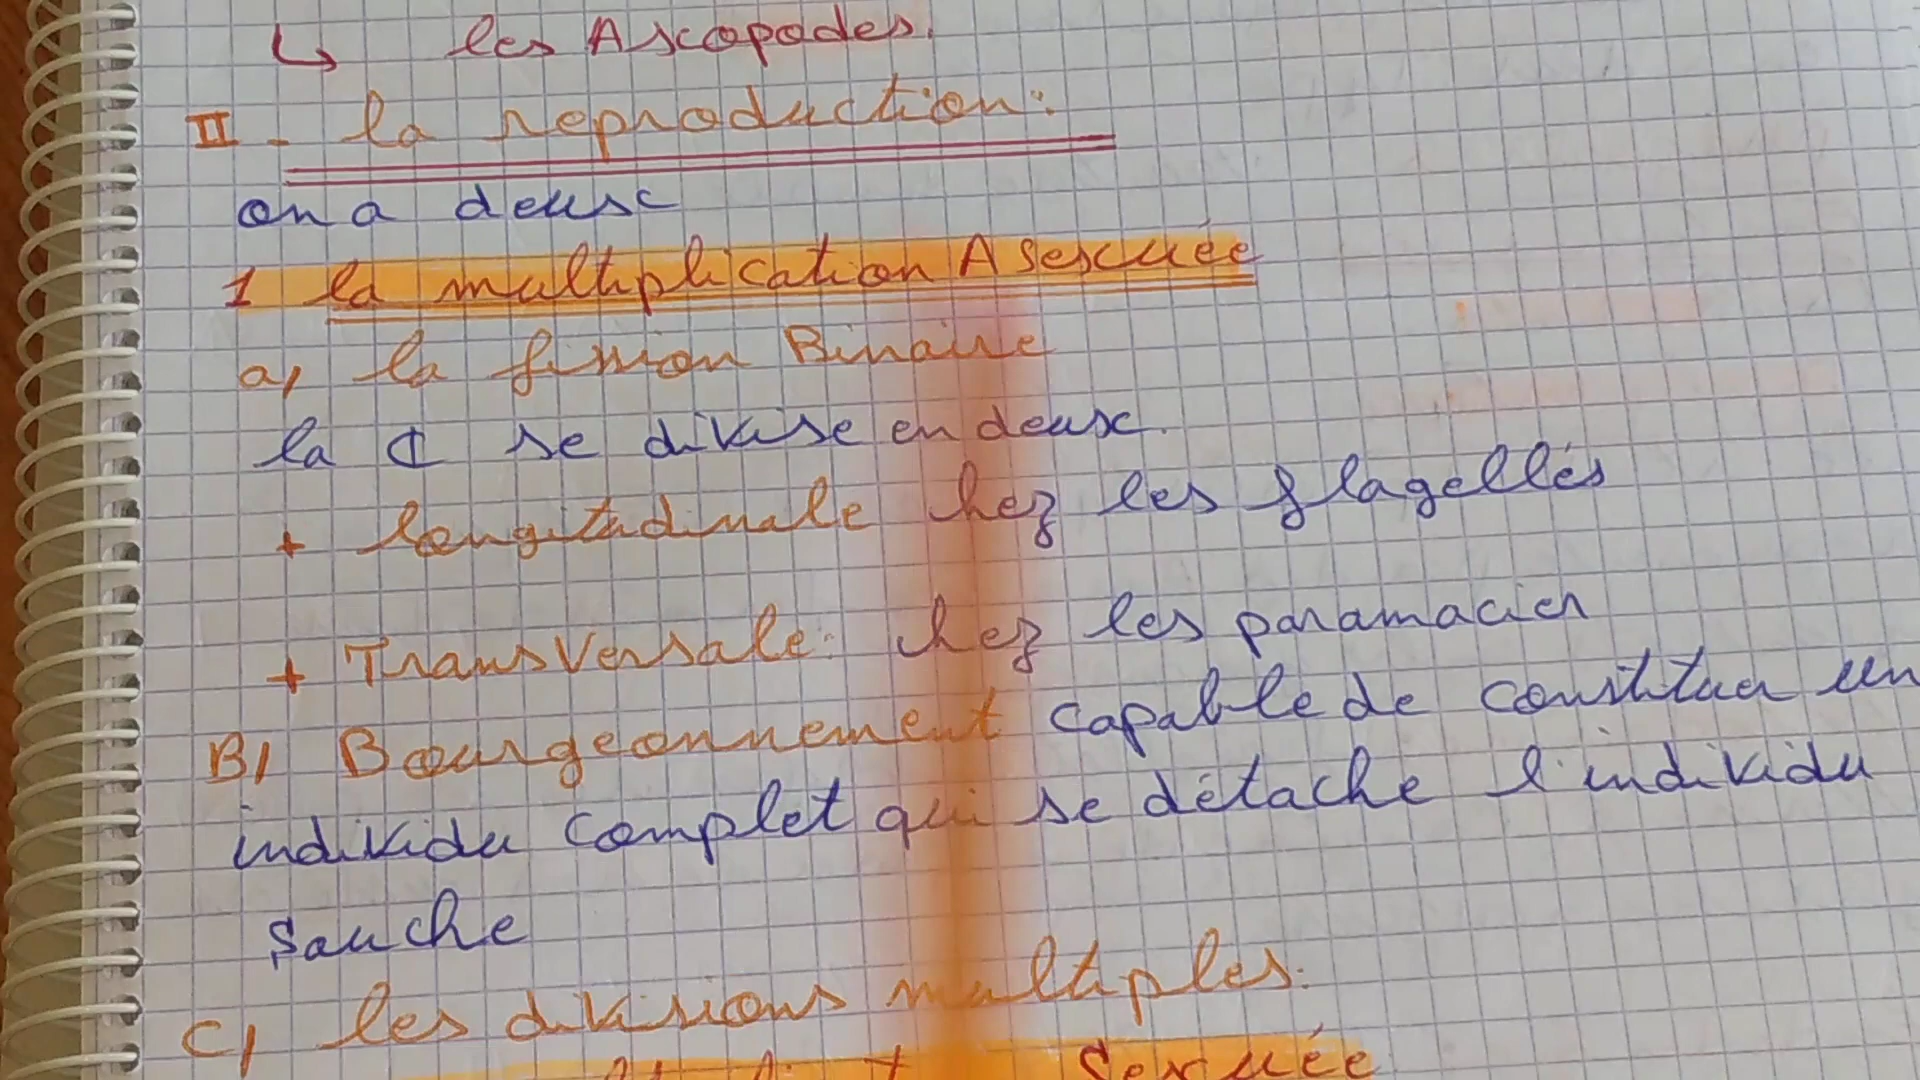 ↳ les Ascopodes.
II - la reproduction:
on a deux
1 la multiplication Asexuée
a, la fission Binaire
la ₵ se divise en deux.
+ longitudinale chez les flagellés
+ TransVersale: chez les paramacien
B/ Bourgeonnement capable de constituer un
individu complet qui se détache l'individu
Souche
C/ les divisions multiples:
Sexuée